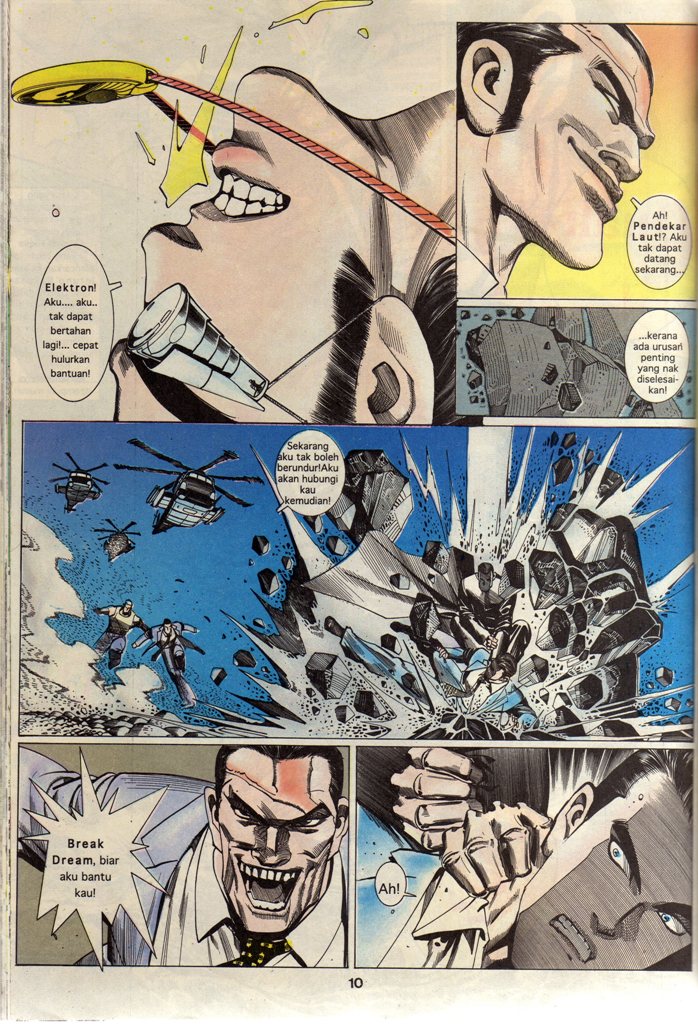 Elektron!
Aku.... aku..
tak dapat
bertahan
lagi!... cepat
hulurkan
bantuan!
Ah!
Pendekar
Laut!? Aku
tak dapat
datang
sekarang...
...kerana
ada urusan
penting
yang nak
diselesai-
kan!
Sekarang
aku tak boleh
berundur!Aku
akan hubungi
kau
kemudian!
Break
Dream, biar
aku bantu
kau!
Ah!
10